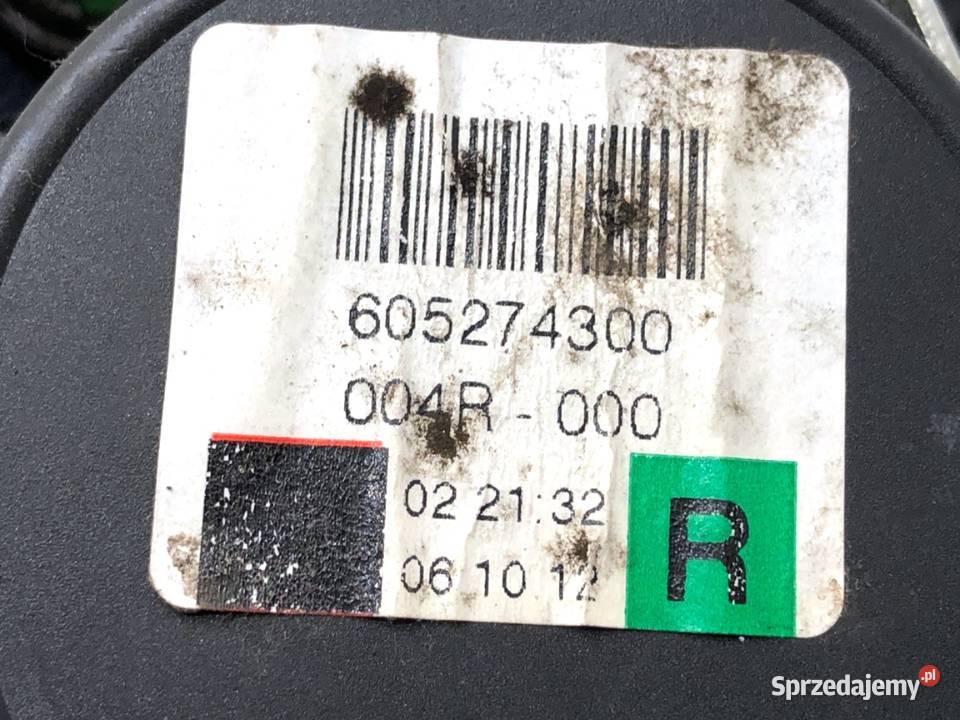 605274300
004R - 000
02 21:32
06 10 12
R
Sprzedajemy.pl